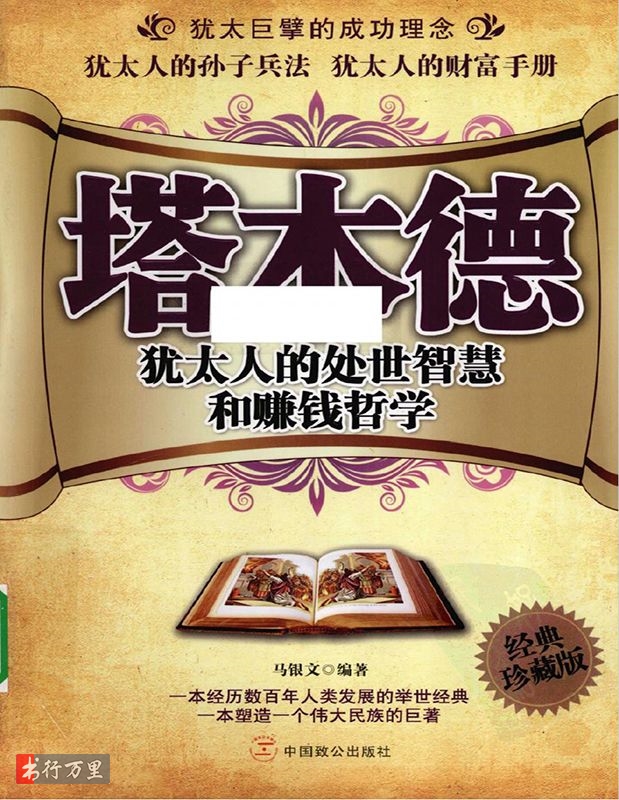 犹太巨擘的成功理念
犹太人的孙子兵法 犹太人的财富手册
塔木德
犹太人的处世智慧
和赚钱哲学
马银文◎编著
经典
珍藏版
一本经历数百年人类发展的举世经典
一本塑造一个伟大民族的巨著
中国致公出版社
书行万里